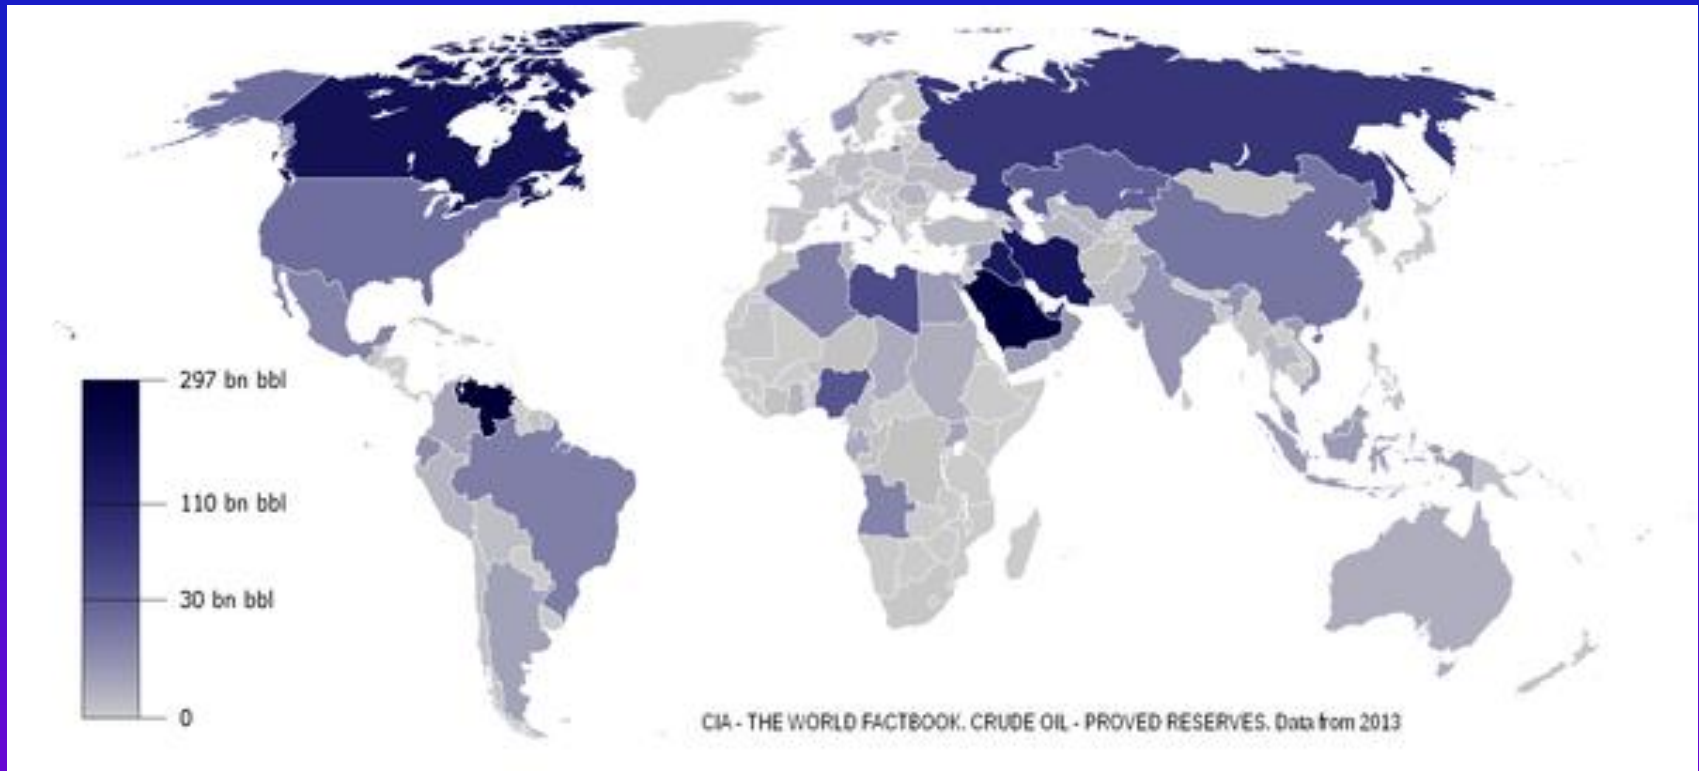 297 bn bbl
110 bn bbl
30 bn bbl
0
CIA - THE WORLD FACTBOOK. CRUDE OIL - PROVED RESERVES. Data from 2013